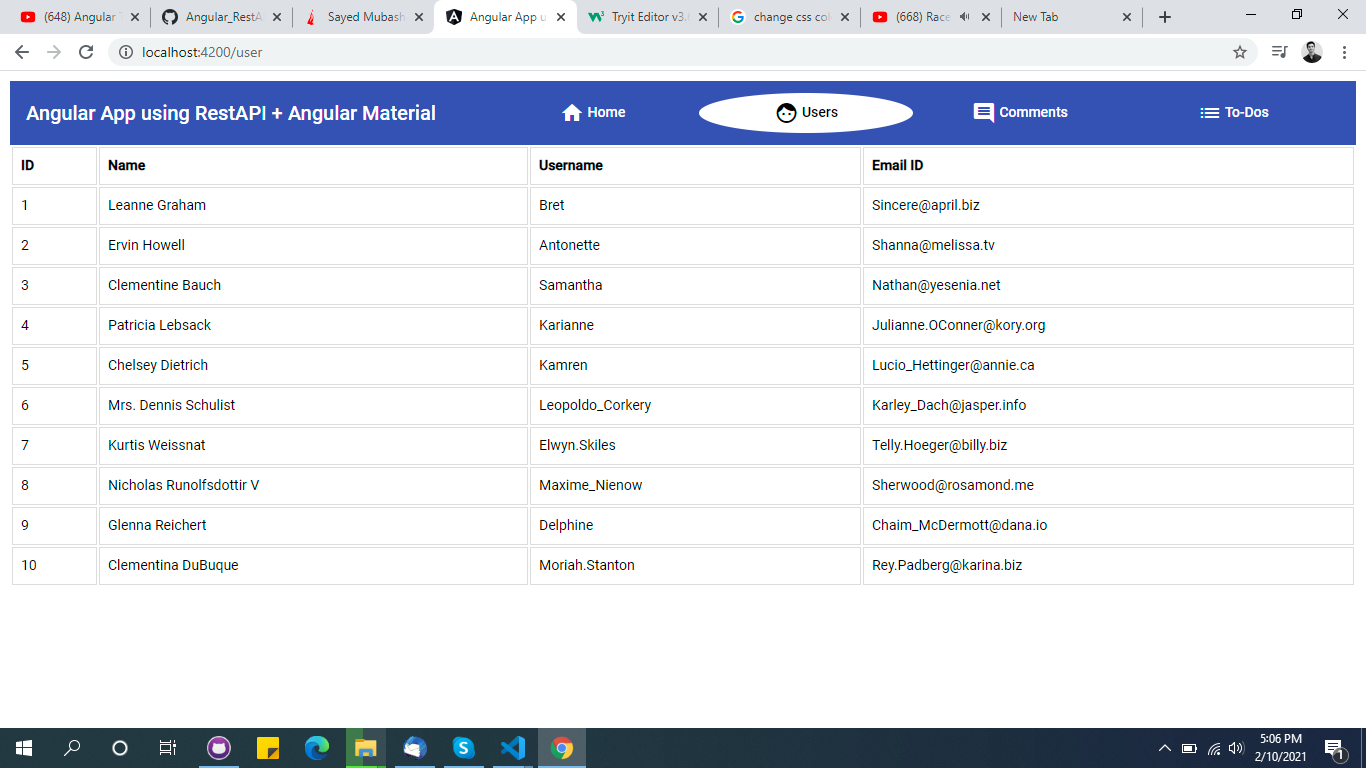 (648) Angular Angular_RestA Sayed Mubash Angular App u Tryit Editor v3. change css col (668) Race New Tab
localhost:4200/user
Angular App using RestAPI + Angular Material Home Users Comments To-Dos
ID Name Username Email ID
1 Leanne Graham Bret Sincere@april.biz
2 Ervin Howell Antonette Shanna@melissa.tv
3 Clementine Bauch Samantha Nathan@yesenia.net
4 Patricia Lebsack Karianne Julianne.OConner@kory.org
5 Chelsey Dietrich Kamren Lucio_Hettinger@annie.ca
6 Mrs. Dennis Schulist Leopoldo_Corkery Karley_Dach@jasper.info
7 Kurtis Weissnat Elwyn.Skiles Telly.Hoeger@billy.biz
8 Nicholas Runolfsdottir V Maxime_Nienow Sherwood@rosamond.me
9 Glenna Reichert Delphine Chaim_McDermott@dana.io
10 Clementina DuBuque Moriah.Stanton Rey.Padberg@karina.biz
5:06 PM
2/10/2021
1